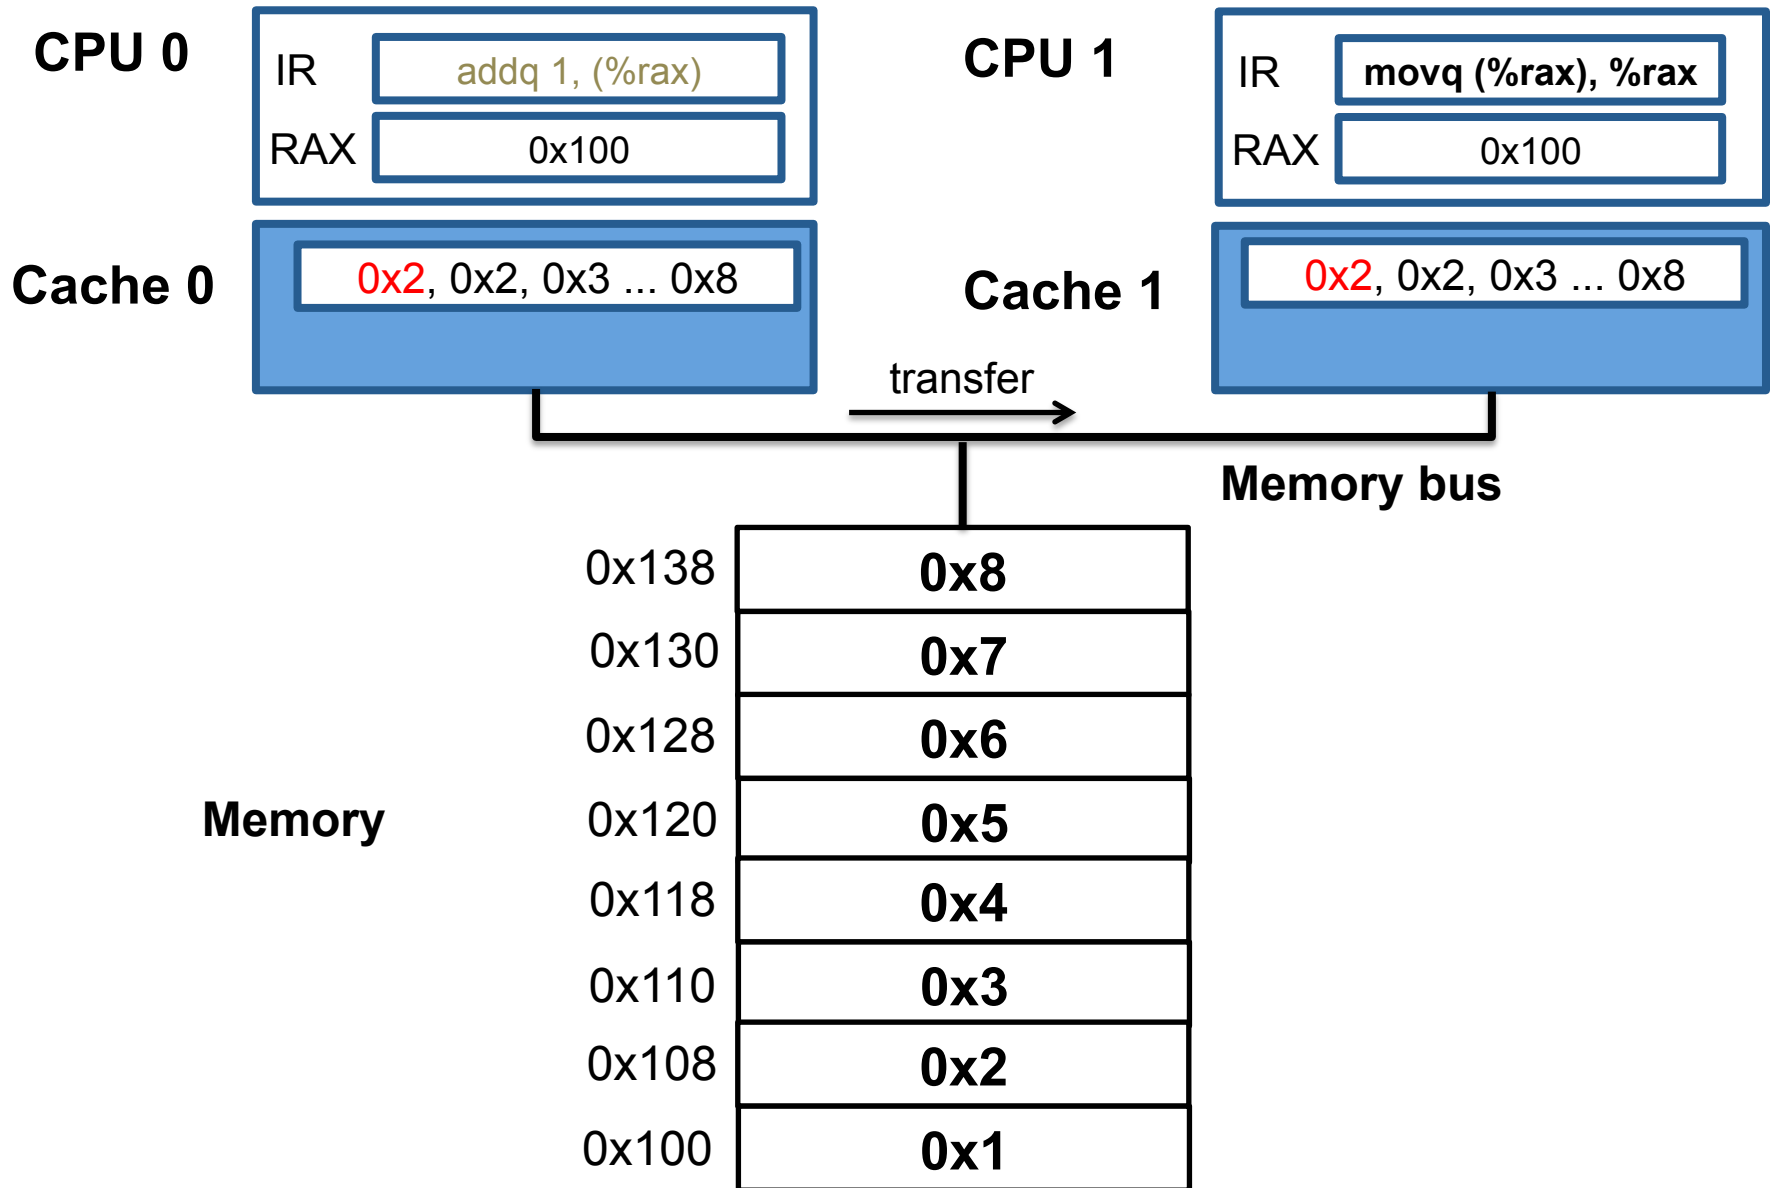 CPU 0
IR
addq 1, (%rax)
RAX
0x100
CPU 1
IR
movq (%rax), %rax
RAX
0x100
Cache 0
0x2, 0x2, 0x3 ... 0x8
Cache 1
0x2, 0x2, 0x3 ... 0x8
transfer
Memory bus
Memory
0x138 0x8
0x130 0x7
0x128 0x6
0x120 0x5
0x118 0x4
0x110 0x3
0x108 0x2
0x100 0x1